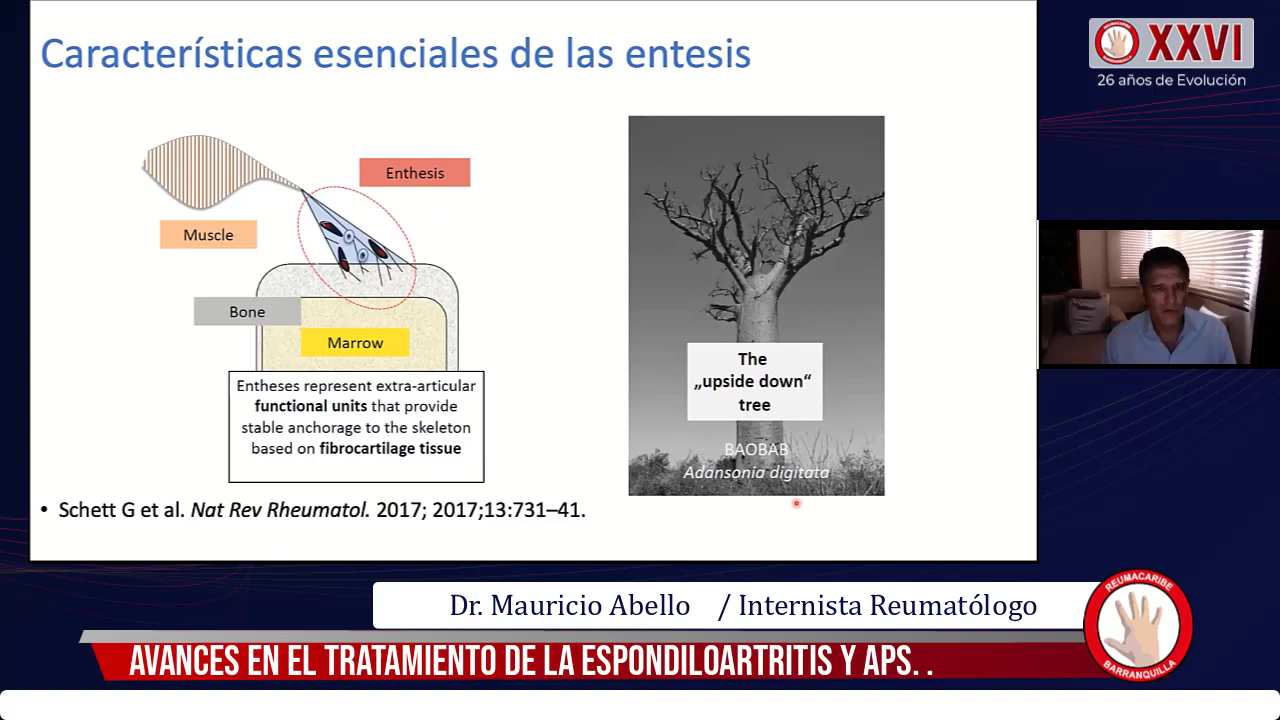 Características esenciales de las entesis
Enthesis
Muscle
Bone
Marrow
Entheses represent extra-articular
functional units that provide
stable anchorage to the skeleton
based on fibrocartilage tissue
The
„upside down“
tree
BAOBAB
Adansonia digitata
• Schett G et al. Nat Rev Rheumatol. 2017; 2017;13:731–41.
REUMACARIBE
BARRANQUILLA
XXVI
26 años de Evolución
Dr. Mauricio Abello / Internista Reumatólogo
AVANCES EN EL TRATAMIENTO DE LA ESPONDILOARTRITIS Y APS. .
REUMACARIBE
BARRANQUILLA